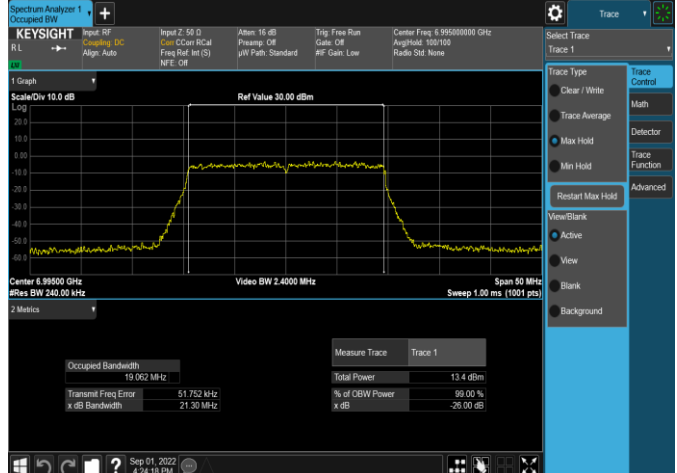 Spectrum Analyzer 1
Occupied BW
KEYSIGHT
RL
Input: RF
Coupling: DC
Align: Auto
Input Z: 50 Ω
Corr CCorr RCal
Freq Ref: Int (S)
NFE: Off
Atten: 16 dB
Preamp: Off
µW Path: Standard
Trig: Free Run
Gate: Off
#IF Gain: Low
Center Freq: 6.995000000 GHz
Avg|Hold: 100/100
Radio Std: None
1 Graph
Scale/Div 10.0 dB
Ref Value 30.00 dBm
Log
20.0
10.0
0.00
-10.0
-20.0
-30.0
-40.0
-50.0
-60.0
Center 6.99500 GHz
Video BW 2.4000 MHz
Span 50 MHz
#Res BW 240.00 kHz
Sweep 1.00 ms (1001 pts)
2 Metrics
Measure Trace
Trace 1
Occupied Bandwidth
19.062 MHz
Total Power
13.4 dBm
Transmit Freq Error
51.752 kHz
% of OBW Power
99.00 %
x dB Bandwidth
21.30 MHz
x dB
-26.00 dB
Sep 01, 2022
4:24:18 PM
Trace
Select Trace
Trace 1
Trace Type
Clear / Write
Trace Average
Max Hold
Min Hold
Restart Max Hold
View/Blank
Active
View
Blank
Background
Trace
Control
Math
Detector
Trace
Function
Advanced